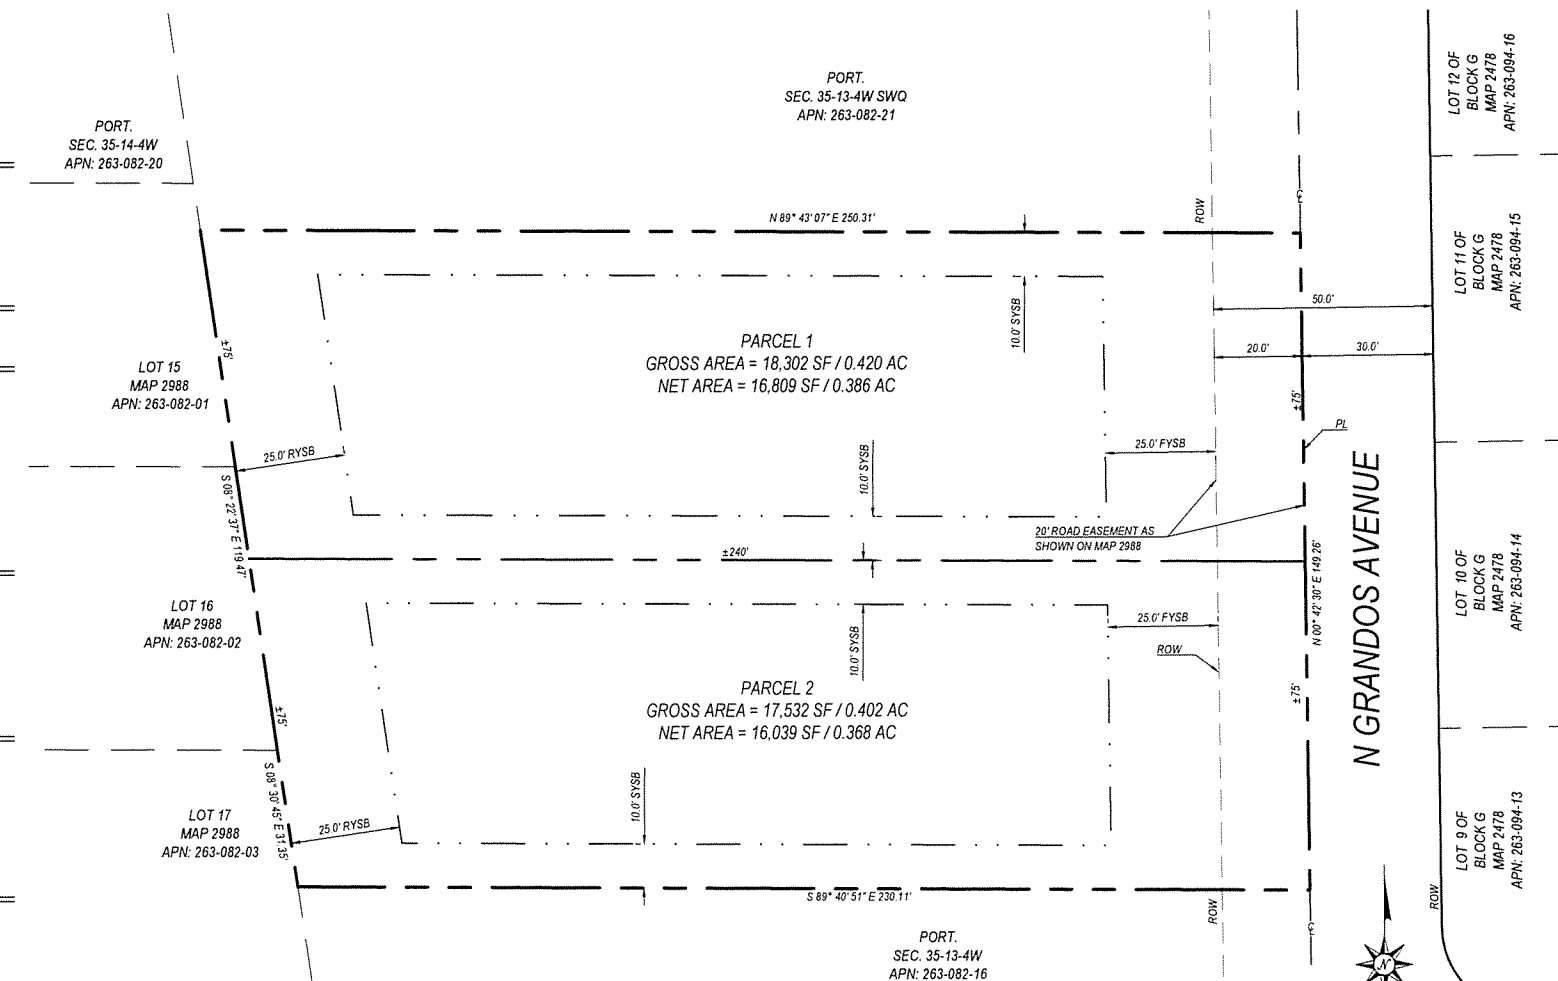 PORT.
SEC. 35-14-4W
APN: 263-082-20
PORT.
SEC. 35-13-4W SWQ
APN: 263-082-21
LOT 12 OF
BLOCK G
MAP 2478
APN: 263-094-16
N 89° 43' 07" E 250.31'
ROW
℄
LOT 11 OF
BLOCK G
MAP 2478
APN: 263-094-15
10.0' SYSB
50.0'
20.0'
30.0'
±75'
PARCEL 1
GROSS AREA = 18,302 SF / 0.420 AC
NET AREA = 16,809 SF / 0.386 AC
LOT 15
MAP 2988
APN: 263-082-01
±75'
PL
25.0' RYSB
10.0' SYSB
25.0' FYSB
S 08° 22' 37" E 119.47'
20' ROAD EASEMENT AS
SHOWN ON MAP 2988
±240'
N 00° 42' 30" E 149.26'
N GRANDOS AVENUE
LOT 10 OF
BLOCK G
MAP 2478
APN: 263-094-14
LOT 16
MAP 2988
APN: 263-082-02
10.0' SYSB
25.0' FYSB
ROW
±75'
PARCEL 2
GROSS AREA = 17,532 SF / 0.402 AC
NET AREA = 16,039 SF / 0.368 AC
±75'
S 08° 30' 45" E 31.35'
LOT 17
MAP 2988
APN: 263-082-03
25.0' RYSB
10.0' SYSB
LOT 9 OF
BLOCK G
MAP 2478
APN: 263-094-13
S 89° 40' 51" E 230.11'
ROW
℄
ROW
PORT.
SEC. 35-13-4W
APN: 263-082-16
N